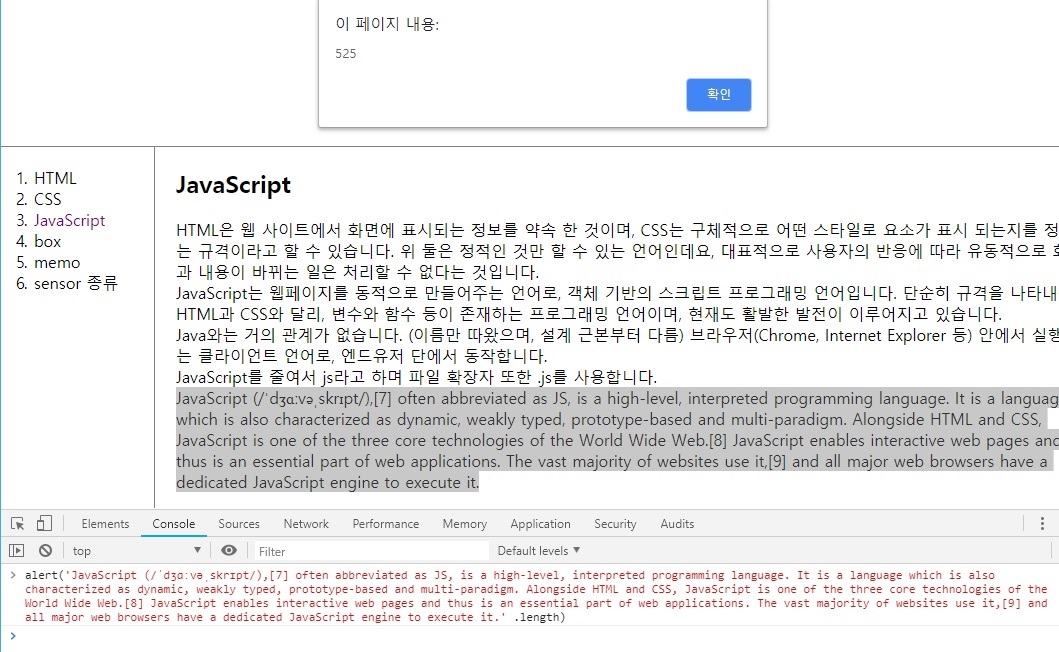 이 페이지 내용:
525
확인
1. HTML
2. CSS
3. JavaScript
4. box
5. memo
6. sensor 종류
JavaScript
HTML은 웹 사이트에서 화면에 표시되는 정보를 약속 한 것이며, CSS는 구체적으로 어떤 스타일로 요소가 표시 되는지를 정
는 규격이라고 할 수 있습니다. 위 둘은 정적인 것만 할 수 있는 언어인데요, 대표적으로 사용자의 반응에 따라 유동적으로
과 내용이 바뀌는 일은 처리할 수 없다는 것입니다.
JavaScript는 웹페이지를 동적으로 만들어주는 언어로, 객체 기반의 스크립트 프로그래밍 언어입니다. 단순히 규격을 나타내
HTML과 CSS와 달리, 변수와 함수 등이 존재하는 프로그래밍 언어이며, 현재도 활발한 발전이 이루어지고 있습니다.
Java와는 거의 관계가 없습니다. (이름만 따왔으며, 설계 근본부터 다름) 브라우저(Chrome, Internet Explorer 등) 안에서 실행
는 클라이언트 언어로, 엔드유저 단에서 동작합니다.
JavaScript를 줄여서 js라고 하며 파일 확장자 또한 .js를 사용합니다.
JavaScript (/ˈdʒɑːvəˌskrɪpt/),[7] often abbreviated as JS, is a high-level, interpreted programming language. It is a languag
which is also characterized as dynamic, weakly typed, prototype-based and multi-paradigm. Alongside HTML and CSS,
JavaScript is one of the three core technologies of the World Wide Web.[8] JavaScript enables interactive web pages and
thus is an essential part of web applications. The vast majority of websites use it,[9] and all major web browsers have a
dedicated JavaScript engine to execute it.
Elements Console Sources Network Performance Memory Application Security Audits
top Filter Default levels
alert('JavaScript (/ˈdʒɑːvəˌskrɪpt/),[7] often abbreviated as JS, is a high-level, interpreted programming language. It is a language which is also
characterized as dynamic, weakly typed, prototype-based and multi-paradigm. Alongside HTML and CSS, JavaScript is one of the three core technologies of the
World Wide Web.[8] JavaScript enables interactive web pages and thus is an essential part of web applications. The vast majority of websites use it,[9] and
all major web browsers have a dedicated JavaScript engine to execute it.' .length)